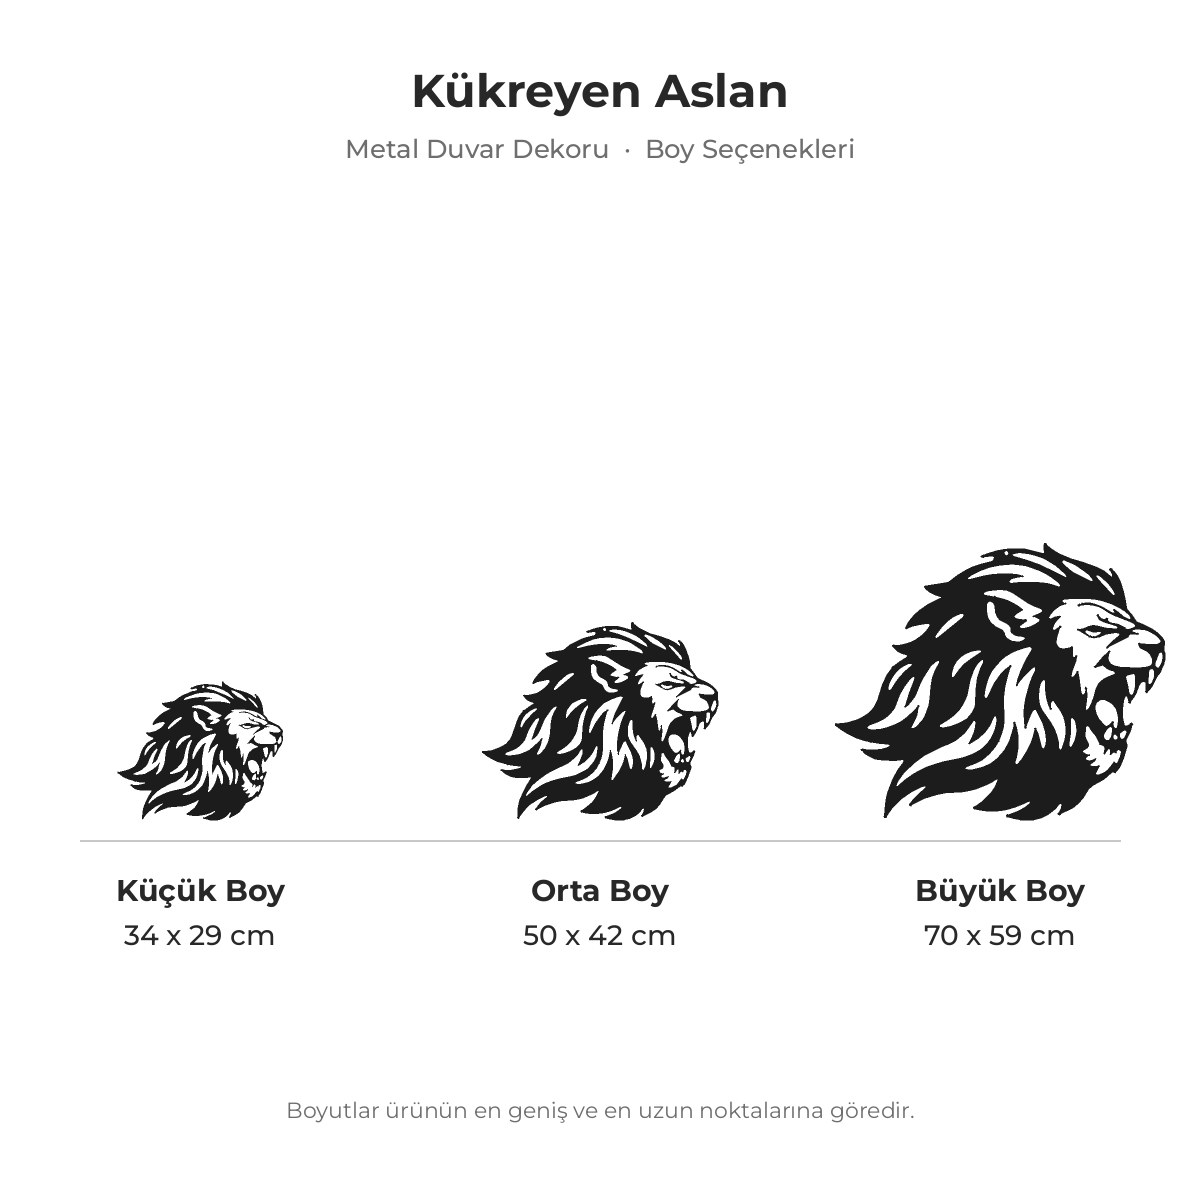 Kükreyen Aslan
Metal Duvar Dekoru · Boy Seçenekleri
Küçük Boy
34 x 29 cm
Orta Boy
50 x 42 cm
Büyük Boy
70 x 59 cm
Boyutlar ürünün en geniş ve en uzun noktalarına göredir.